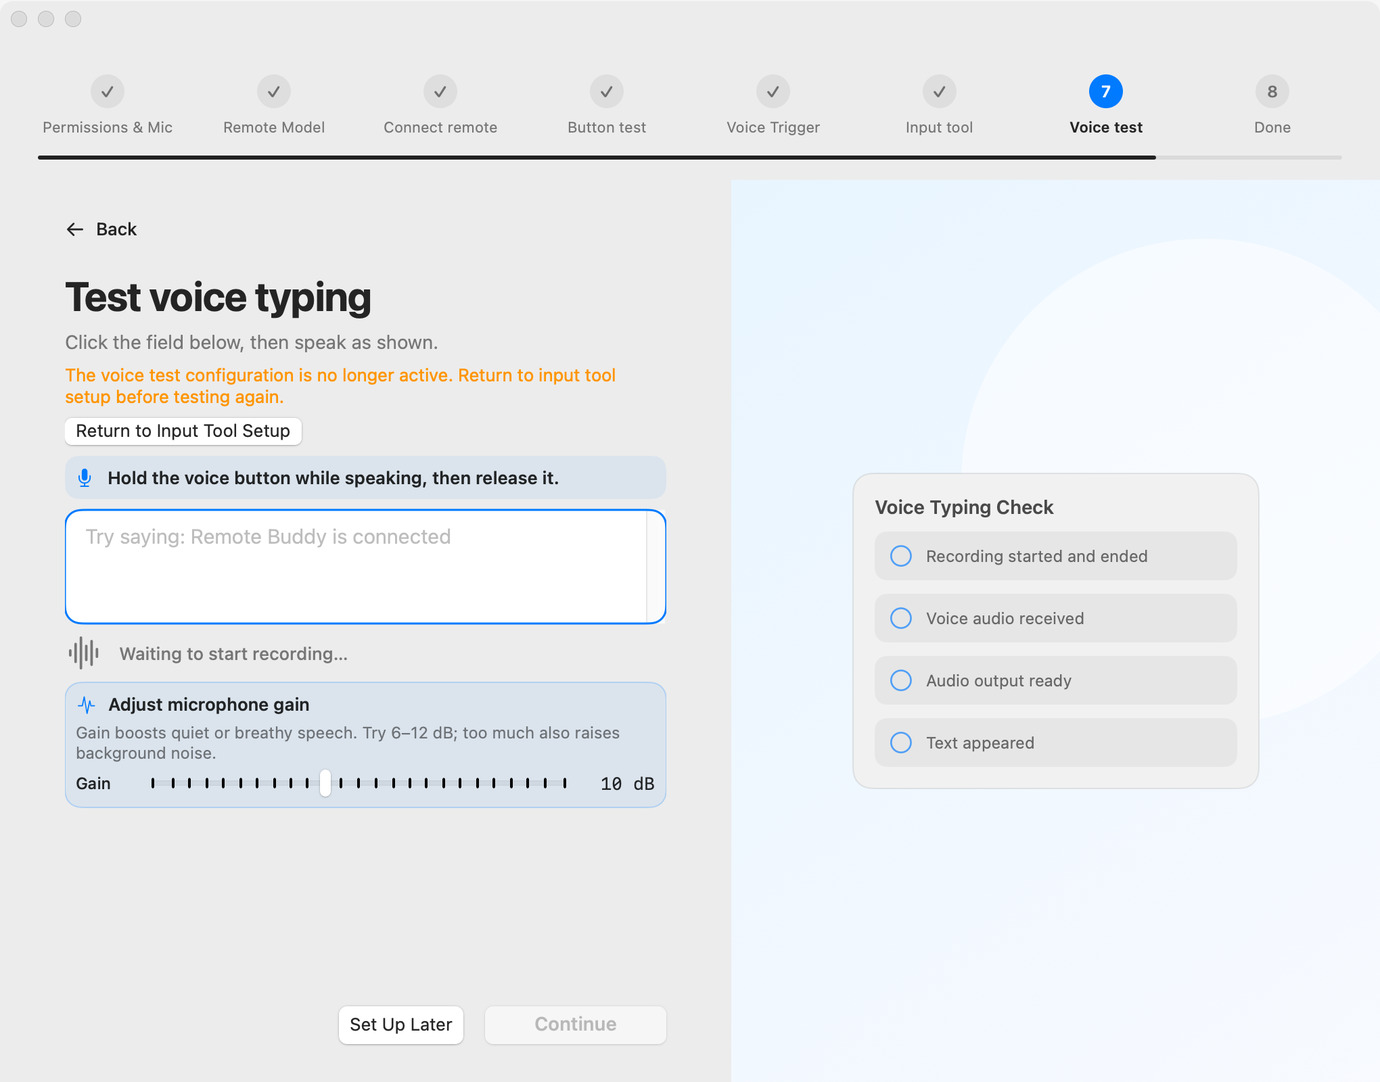 Permissions & Mic
Remote Model
Connect remote
Button test
Voice Trigger
Input tool
7
Voice test
8
Done
Back
Test voice typing
Click the field below, then speak as shown.
The voice test configuration is no longer active. Return to input tool
setup before testing again.
Return to Input Tool Setup
Hold the voice button while speaking, then release it.
Try saying: Remote Buddy is connected
Waiting to start recording...
Adjust microphone gain
Gain boosts quiet or breathy speech. Try 6–12 dB; too much also raises
background noise.
Gain
10 dB
Set Up Later
Continue
Voice Typing Check
Recording started and ended
Voice audio received
Audio output ready
Text appeared